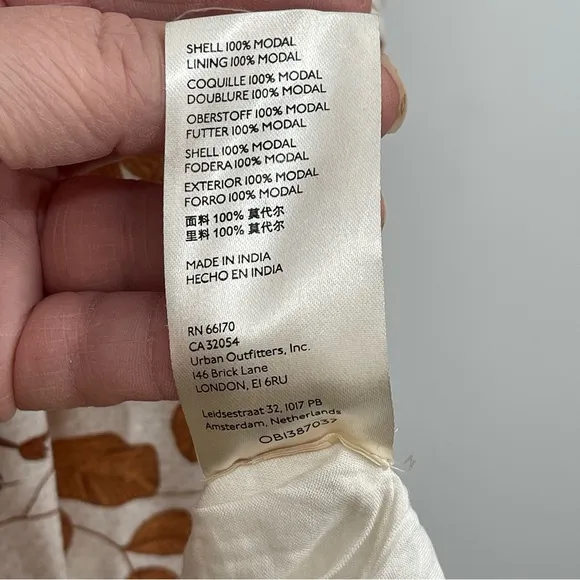 SHELL 100% MODAL
LINING 100% MODAL
COQUILLE 100% MODAL
DOUBLURE 100% MODAL
OBERSTOFF 100% MODAL
FUTTER 100% MODAL
SHELL 100% MODAL
FODERA 100% MODAL
EXTERIOR 100% MODAL
FORRO 100% MODAL
面料 100% 莫代尔
里料 100% 莫代尔
MADE IN INDIA
HECHO EN INDIA
RN 66170
CA 32054
Urban Outfitters, Inc.
146 Brick Lane
LONDON, E1 6RU
Leidsestraat 32, 1017 PB
Amsterdam, Netherlands